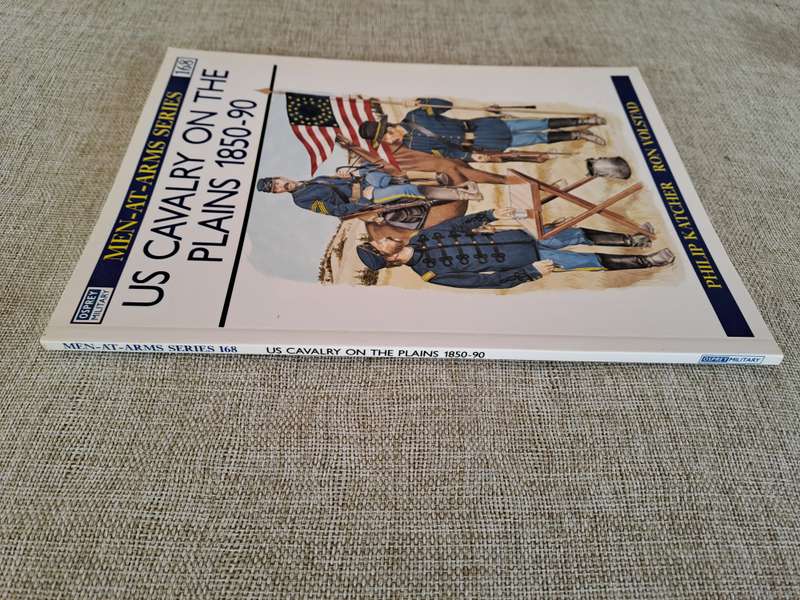 MEN-AT-ARMS SERIES 168
US CAVALRY ON THE
PLAINS 1850-90
OSPREY
MILITARY
PHILIP KATCHER RON VOLSTAD
MEN-AT-ARMS SERIES 168 US CAVALRY ON THE PLAINS 1850-90 OSPREY MILITARY